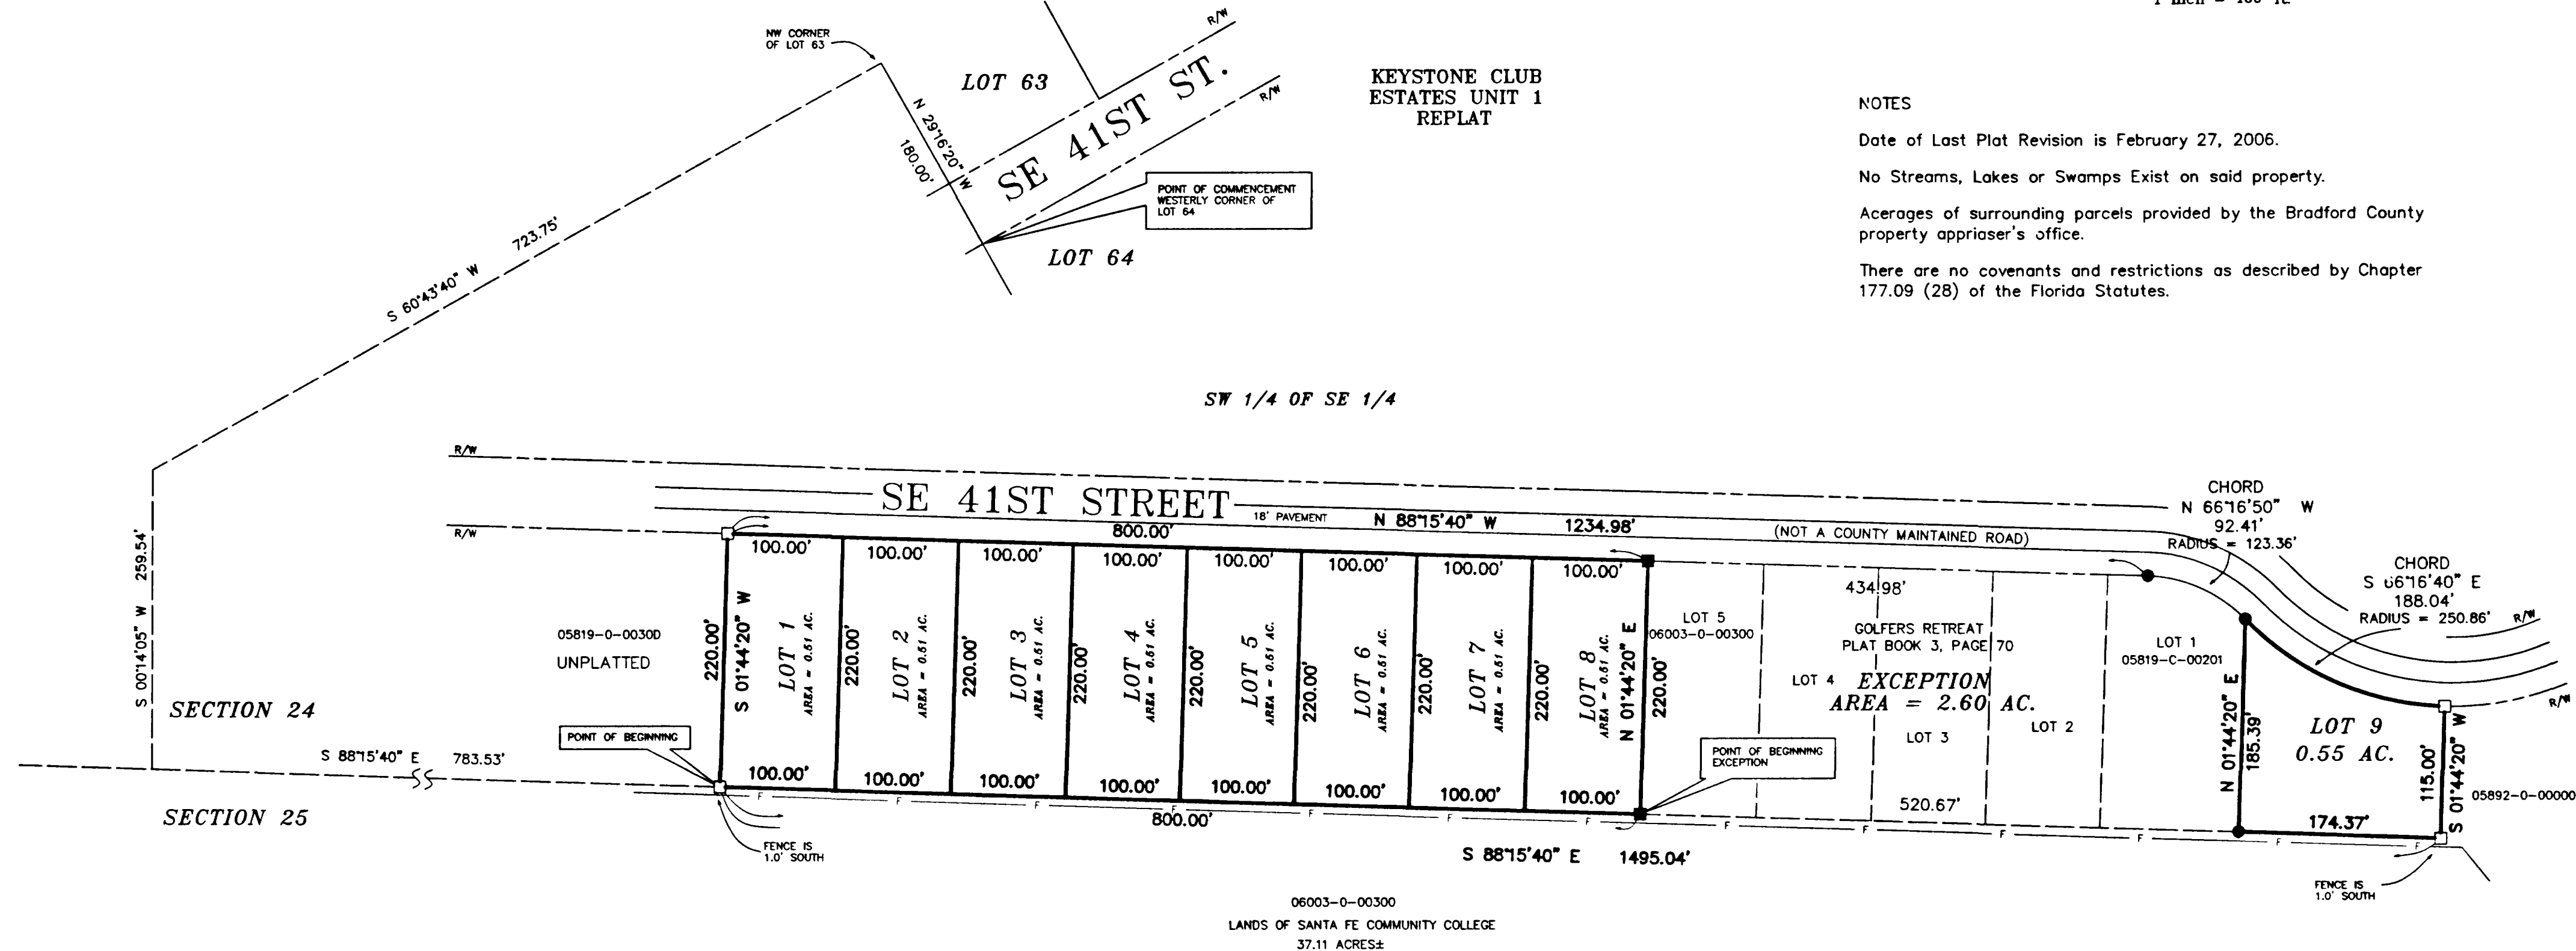 1 inch = 100 ft.
NW CORNER
OF LOT 63
LOT 63
R/W
SE 41ST ST.
R/W
KEYSTONE CLUB
ESTATES UNIT 1
REPLAT
N 29°16'20" W
180.00'
POINT OF COMMENCEMENT
WESTERLY CORNER OF
LOT 64
LOT 64
723.75'
S 60°43'40" W
NOTES
Date of Last Plat Revision is February 27, 2006.
No Streams, Lakes or Swamps Exist on said property.
Acerages of surrounding parcels provided by the Bradford County
property appriaser's office.
There are no covenants and restrictions as described by Chapter
177.09 (28) of the Florida Statutes.
SW 1/4 OF SE 1/4
R/W
SE 41ST STREET
18' PAVEMENT
N 88°15'40" W
1234.98'
(NOT A COUNTY MAINTAINED ROAD)
R/W
800.00'
CHORD
N 66°16'50" W
92.41'
RADIUS = 123.36'
CHORD
S 66°16'40" E
188.04'
RADIUS = 250.86'
R/W
R/W
S 00°14'05" W 259.54'
100.00'
100.00'
100.00'
100.00'
100.00'
100.00'
100.00'
100.00'
434.98'
05819-0-0030D
UNPLATTED
220.00'
S 01°44'20" W
LOT 1
AREA = 0.51 AC.
220.00'
LOT 2
AREA = 0.51 AC.
220.00'
LOT 3
AREA = 0.51 AC.
220.00'
LOT 4
AREA = 0.51 AC.
220.00'
LOT 5
AREA = 0.51 AC.
220.00'
LOT 6
AREA = 0.51 AC.
220.00'
LOT 7
AREA = 0.51 AC.
220.00'
LOT 8
AREA = 0.51 AC.
N 01°44'20" E
220.00'
LOT 5
06003-0-00300
GOLFERS RETREAT
PLAT BOOK 3, PAGE 70
LOT 4
EXCEPTION
AREA = 2.60 AC.
LOT 3
LOT 2
LOT 1
05819-C-00201
N 01°44'20" E
185.39'
LOT 9
0.55 AC.
115.00'
S 01°44'20" W
05892-0-00000
SECTION 24
POINT OF BEGINNING
S 88°15'40" E 783.53'
SECTION 25
POINT OF BEGINNING
EXCEPTION
100.00'
100.00'
100.00'
100.00'
100.00'
100.00'
100.00'
100.00'
520.67'
174.37'
F
F
F
F
F
F
F
F
F
F
F
F
F
800.00'
FENCE IS
1.0' SOUTH
S 88°15'40" E 1495.04'
FENCE IS
1.0' SOUTH
06003-0-00300
LANDS OF SANTA FE COMMUNITY COLLEGE
37.11 ACRES±